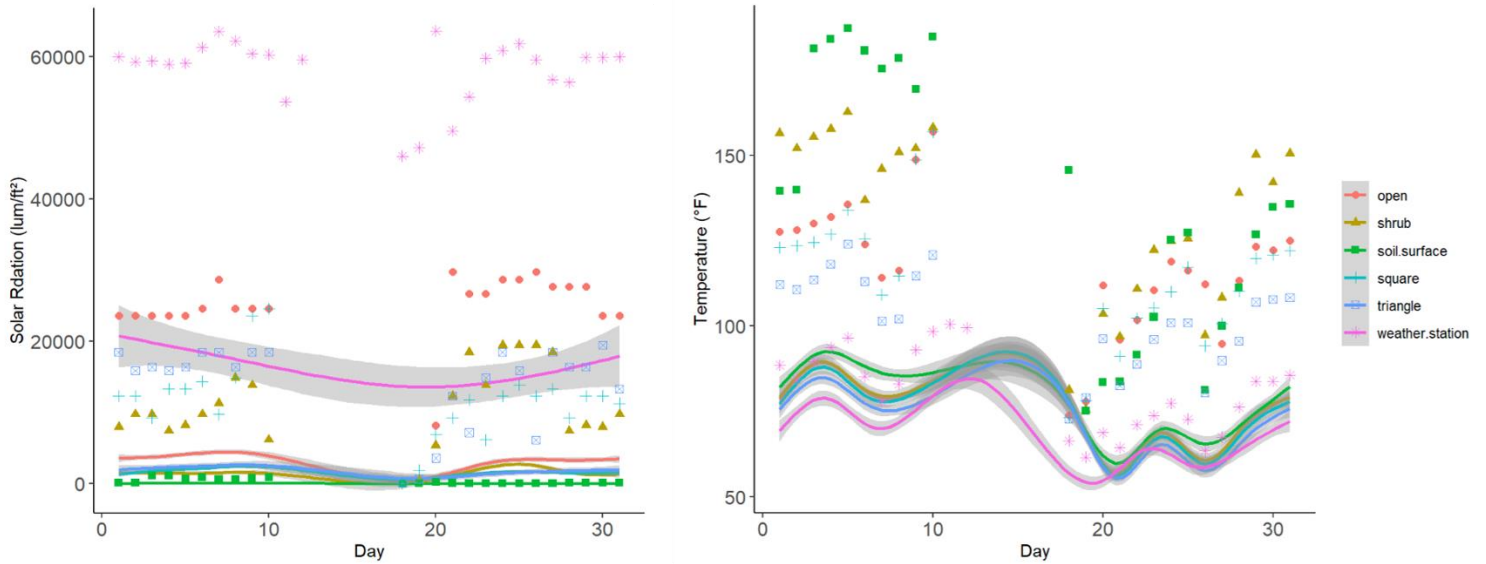 60000
40000
20000
0
Solar Rdation (lum/ft²)
0
10
20
30
Day
150
100
50
Temperature (°F)
0
10
20
30
Day
open
shrub
soil.surface
square
triangle
weather.station